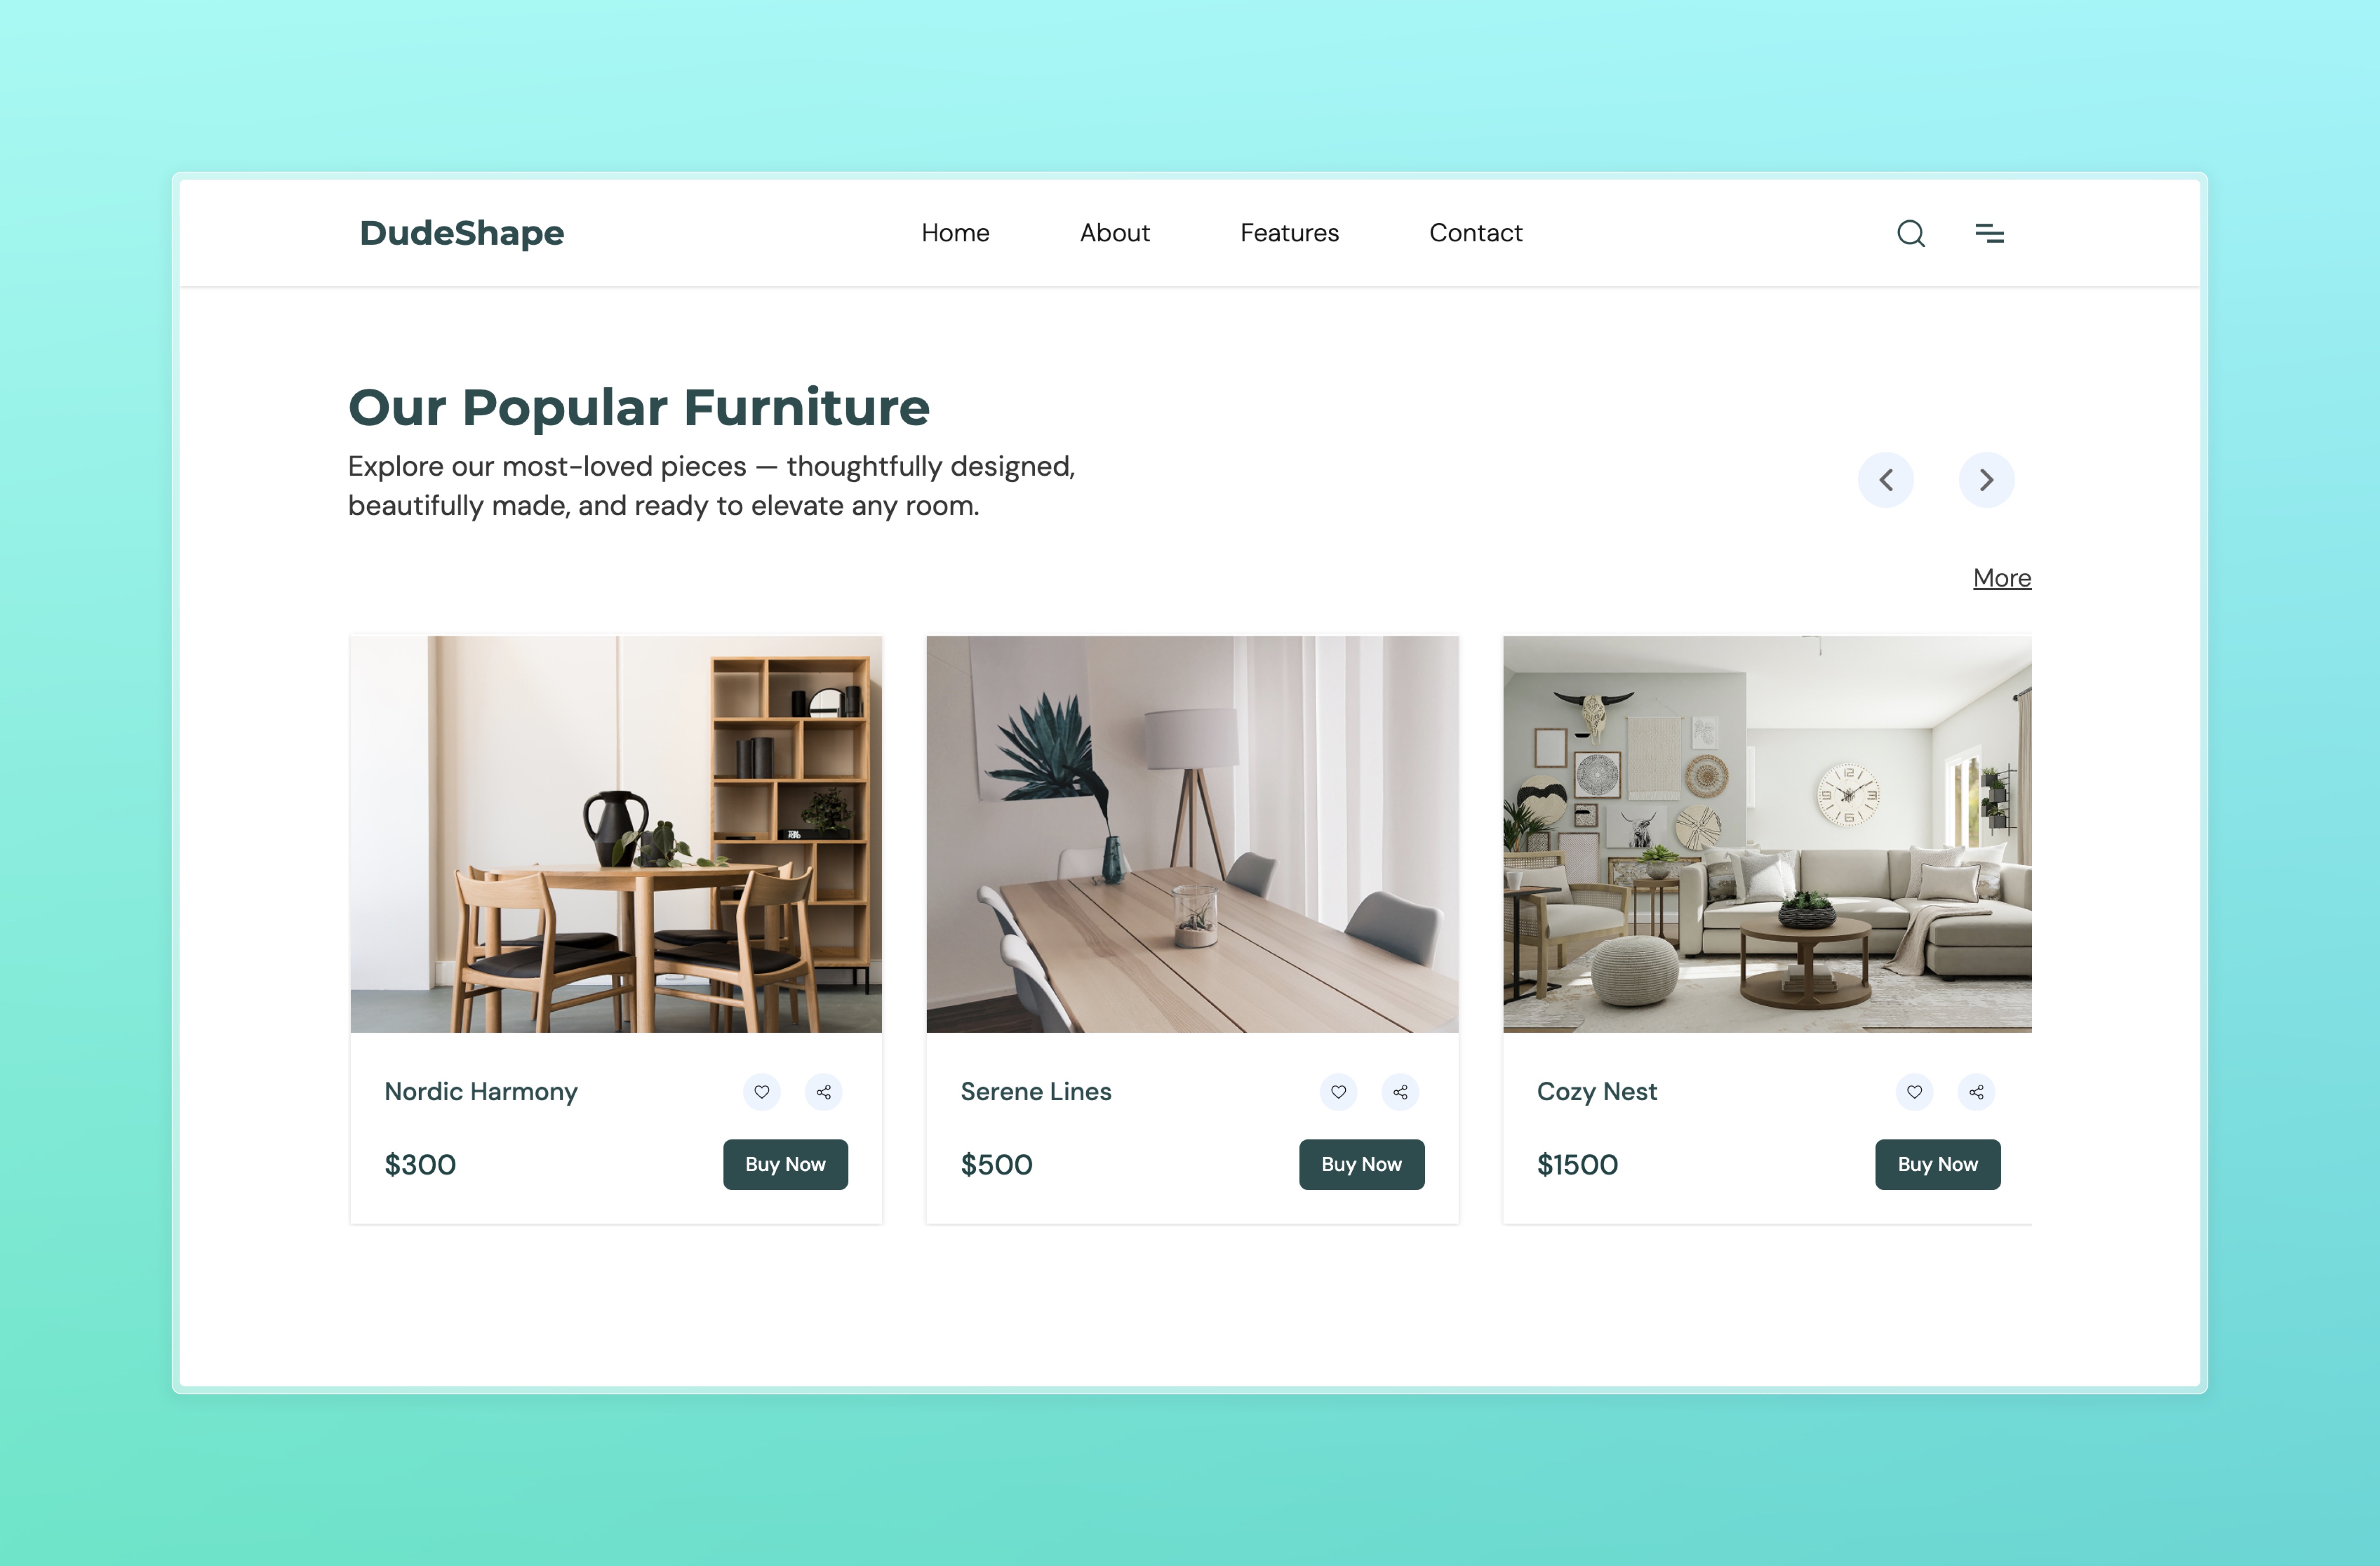 DudeShape
Home
About
Features
Contact
Our Popular Furniture
Explore our most-loved pieces — thoughtfully designed,
beautifully made, and ready to elevate any room.
More
Nordic Harmony
$300
Buy Now
Serene Lines
$500
Buy Now
Cozy Nest
$1500
Buy Now